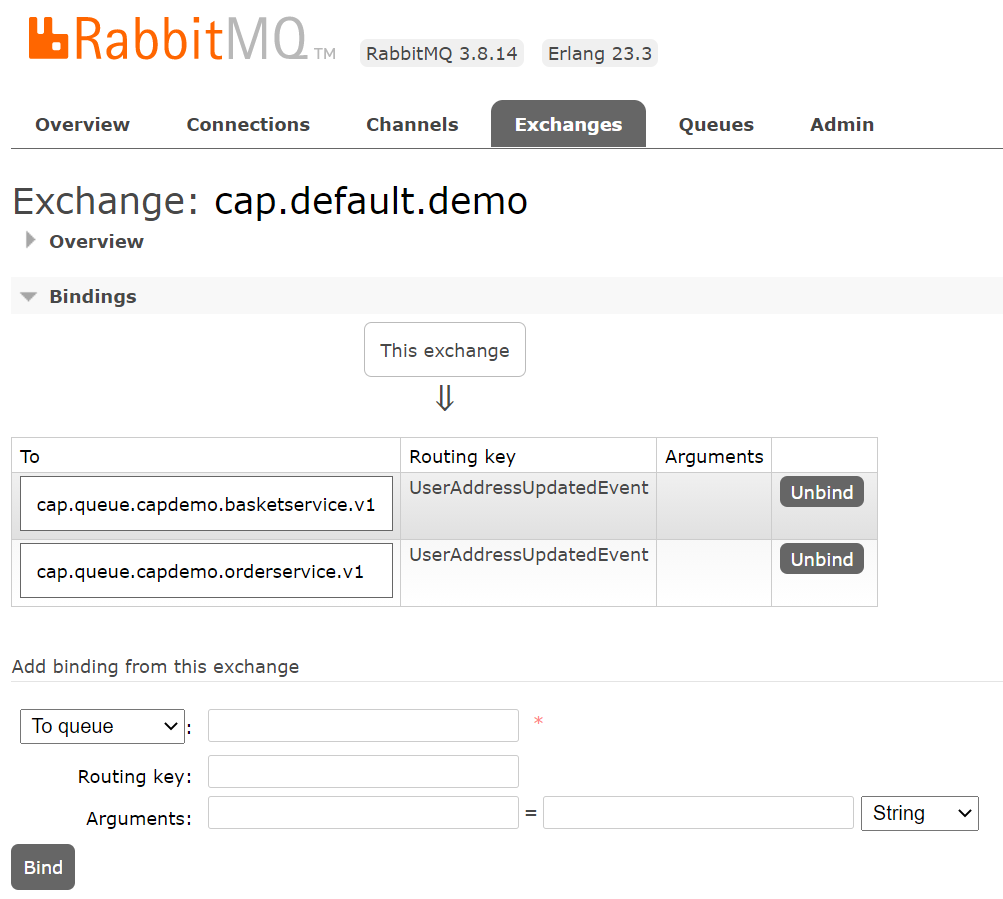 RabbitMQ TM RabbitMQ 3.8.14 Erlang 23.3
Overview Connections Channels Exchanges Queues Admin
Exchange: cap.default.demo
Overview
Bindings
This exchange
⇓
To Routing key Arguments
cap.queue.capdemo.basketservice.v1 UserAddressUpdatedEvent Unbind
cap.queue.capdemo.orderservice.v1 UserAddressUpdatedEvent Unbind
Add binding from this exchange
To queue : *
Routing key:
Arguments: = String
Bind